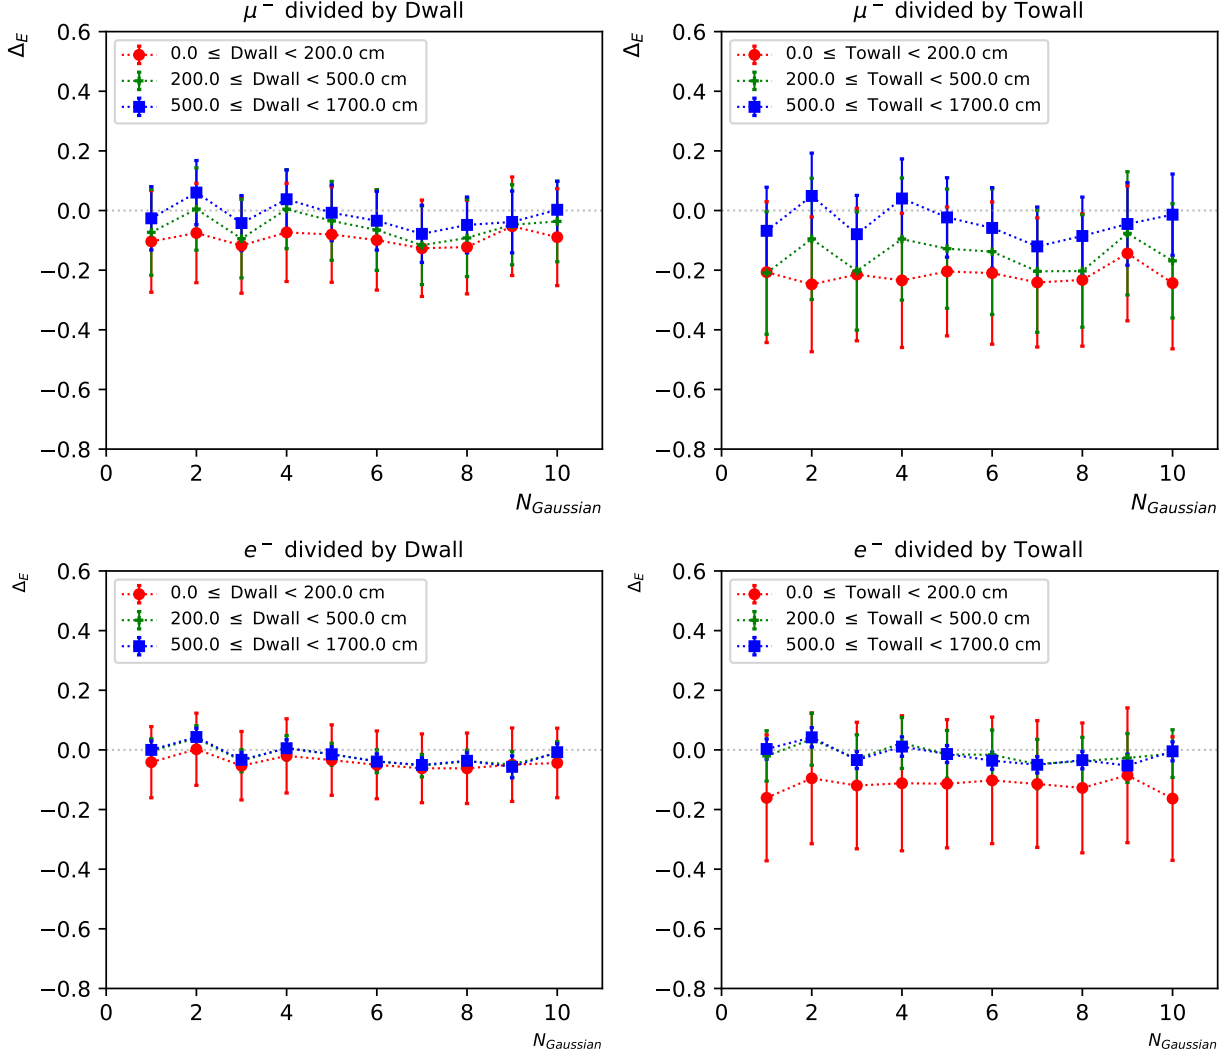 μ⁻ divided by Dwall
Δ_E
0.0 ≤ Dwall < 200.0 cm
200.0 ≤ Dwall < 500.0 cm
500.0 ≤ Dwall < 1700.0 cm
0.6
0.4
0.2
0.0
−0.2
−0.4
−0.6
−0.8
0 2 4 6 8 10
N_Gaussian
μ⁻ divided by Towall
Δ_E
0.0 ≤ Towall < 200.0 cm
200.0 ≤ Towall < 500.0 cm
500.0 ≤ Towall < 1700.0 cm
0.6
0.4
0.2
0.0
−0.2
−0.4
−0.6
−0.8
0 2 4 6 8 10
N_Gaussian
e⁻ divided by Dwall
Δ_E
0.0 ≤ Dwall < 200.0 cm
200.0 ≤ Dwall < 500.0 cm
500.0 ≤ Dwall < 1700.0 cm
0.6
0.4
0.2
0.0
−0.2
−0.4
−0.6
−0.8
0 2 4 6 8 10
N_Gaussian
e⁻ divided by Towall
Δ_E
0.0 ≤ Towall < 200.0 cm
200.0 ≤ Towall < 500.0 cm
500.0 ≤ Towall < 1700.0 cm
0.6
0.4
0.2
0.0
−0.2
−0.4
−0.6
−0.8
0 2 4 6 8 10
N_Gaussian